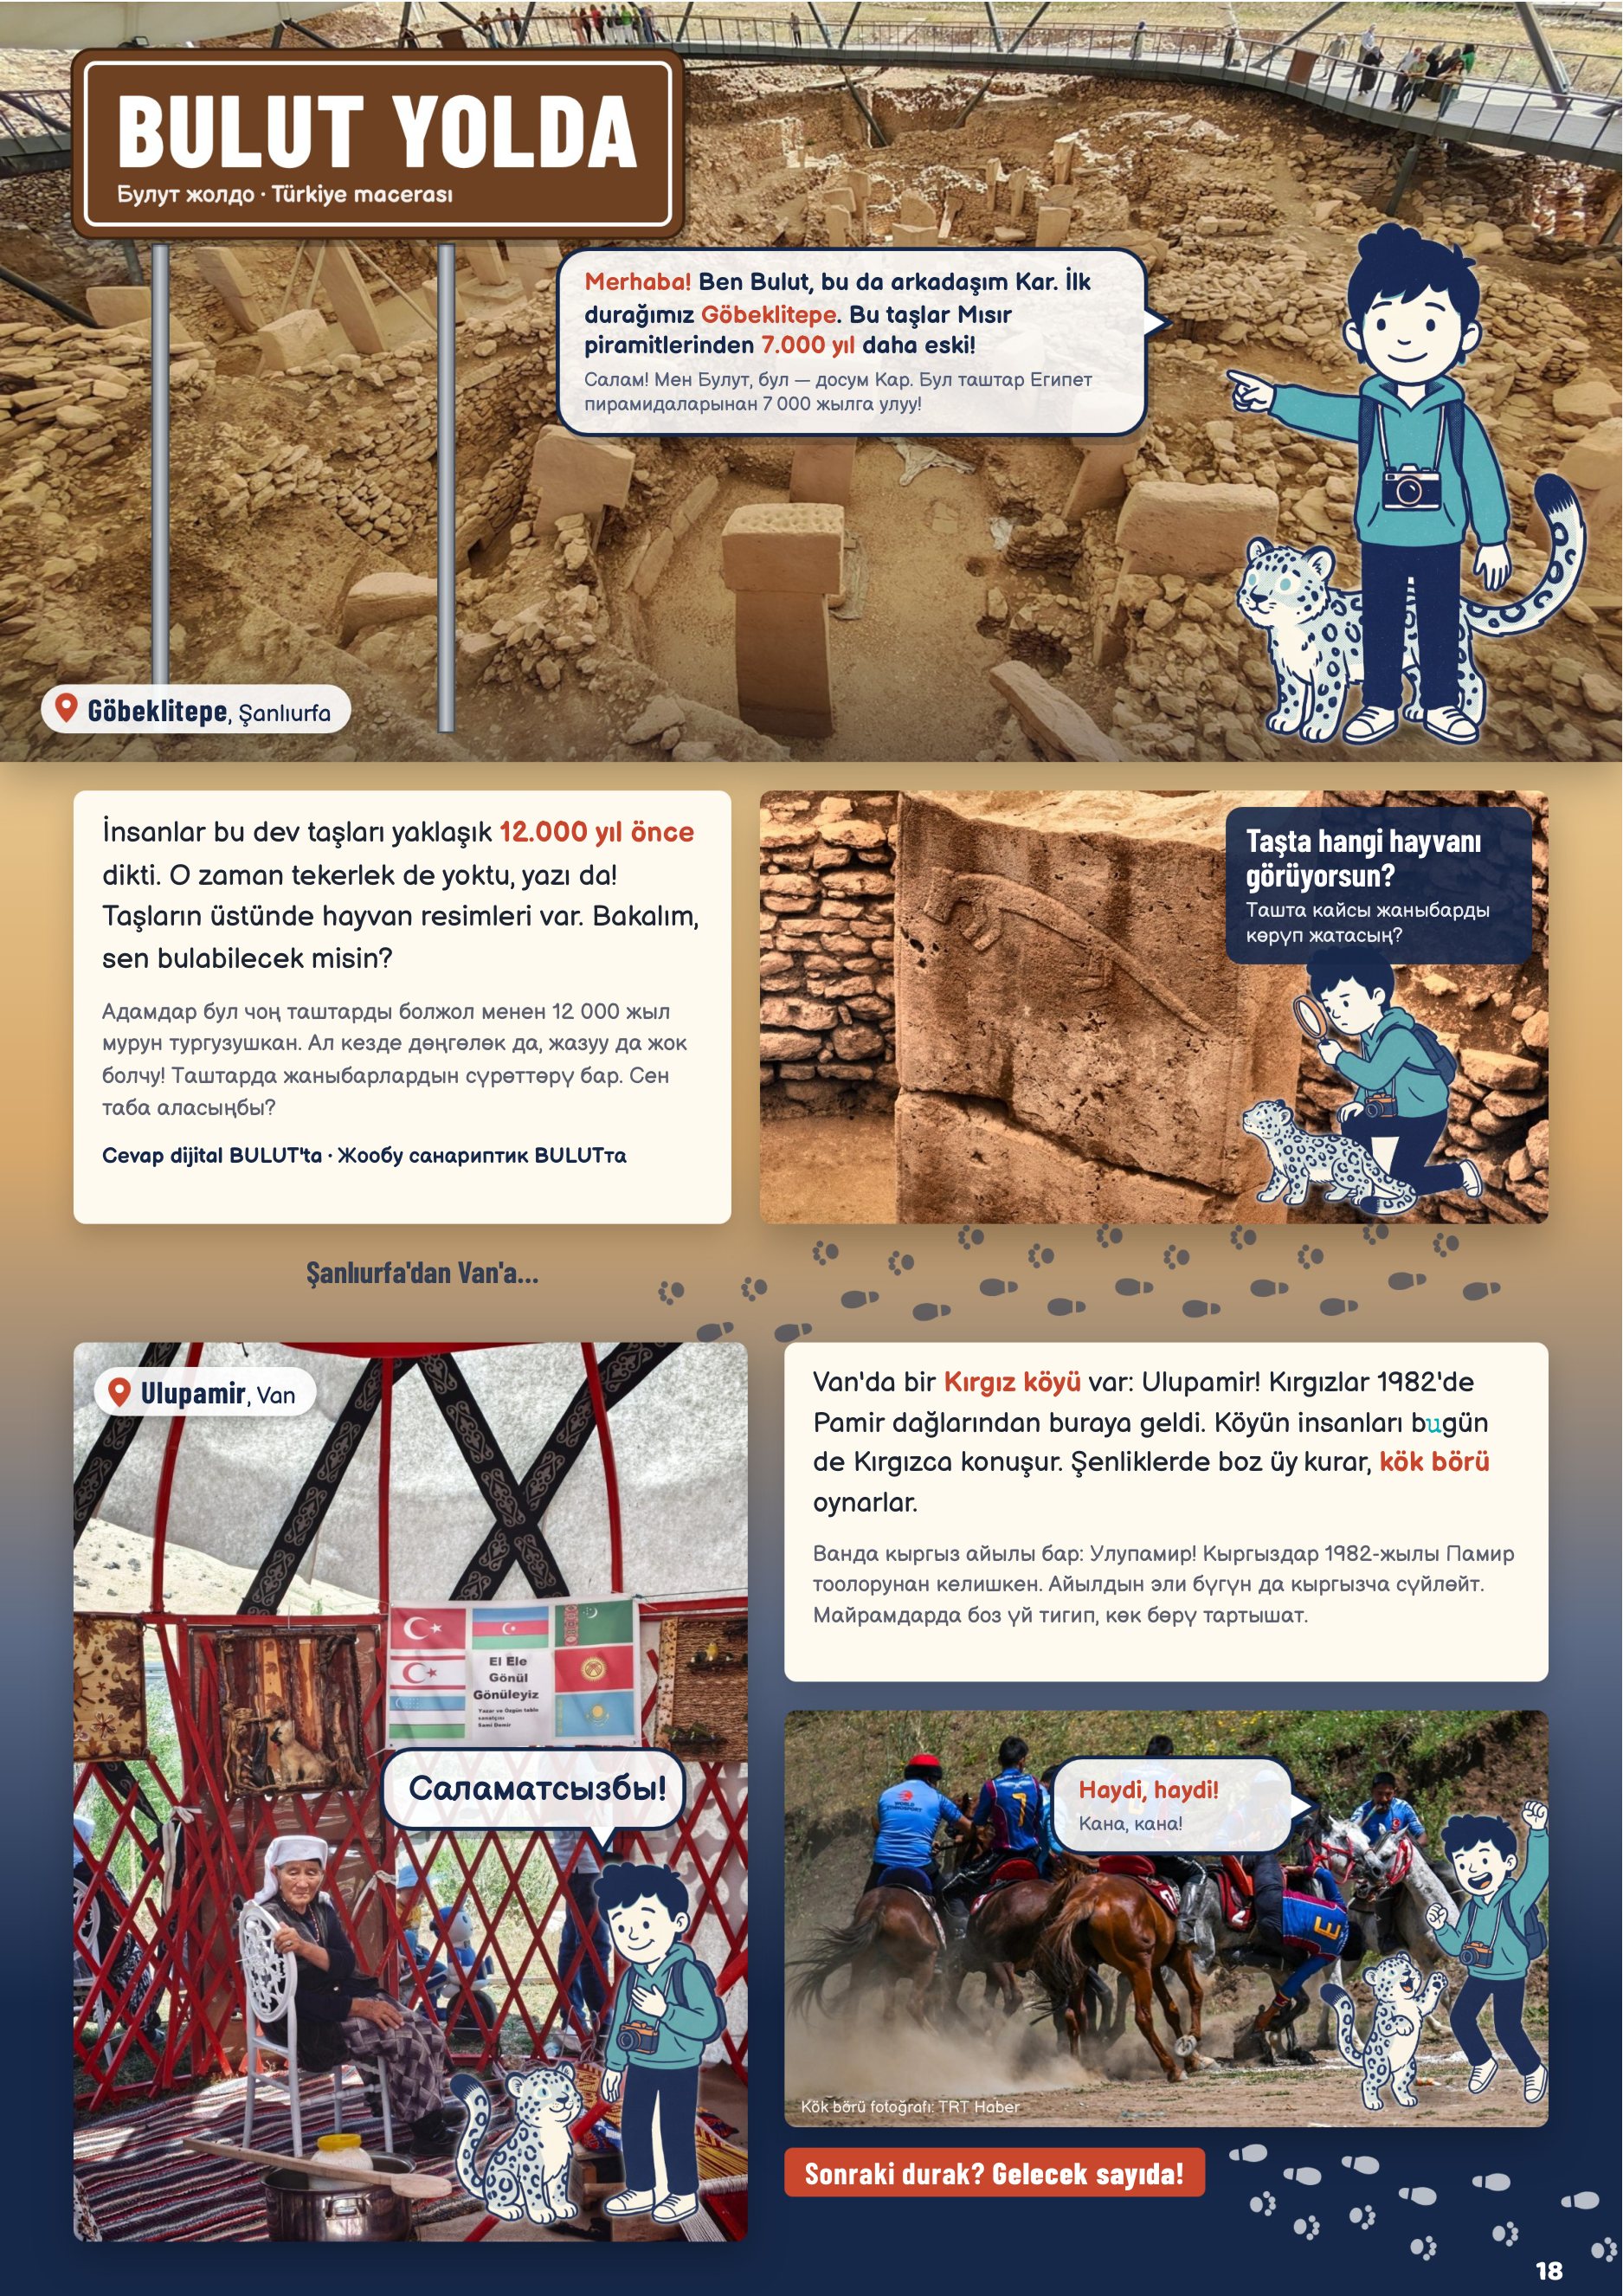 BULUT YOLDA
Булут жолдо · Türkiye macerası
Merhaba! Ben Bulut, bu da arkadaşım Kar. İlk
durağımız Göbeklitepe. Bu taşlar Mısır
piramitlerinden 7.000 yıl daha eski!
Салам! Мен Булут, бул — досум Кар. Бул таштар Египет
пирамидаларынан 7 000 жылга улуу!
Göbeklitepe, Şanlıurfa
İnsanlar bu dev taşları yaklaşık 12.000 yıl önce
dikti. O zaman tekerlek de yoktu, yazı da!
Taşların üstünde hayvan resimleri var. Bakalım,
sen bulabilecek misin?
Адамдар бул чоң таштарды болжол менен 12 000 жыл
мурун тургузушкан. Ал кезде дөңгөлөк да, жазуу да жок
болчу! Таштарда жаныбарлардын сүрөттөрү бар. Сен
таба аласыңбы?
Cevap dijital BULUT'ta · Жообу санариптик BULUTта
Taşta hangi hayvanı
görüyorsun?
Ташта кайсы жаныбарды
көрүп жатасың?
Şanlıurfa'dan Van'a...
Ulupamir, Van
El Ele
Gönül
Gönüleyiz
Yazar ve Özgün takla
sanatçısı
Sami Demir
Саламатсызбы!
Van'da bir Kırgız köyü var: Ulupamir! Kırgızlar 1982'de
Pamir dağlarından buraya geldi. Köyün insanları bugün
de Kırgızca konuşur. Şenliklerde boz üy kurar, kök börü
oynarlar.
Ванда кыргыз айылы бар: Улупамир! Кыргыздар 1982-жылы Памир
тоолорунан келишкен. Айылдын эли бүгүн да кыргызча сүйлөйт.
Майрамдарда боз үй тигип, көк бөрү тартышат.
WORLD
7
Haydi, haydi!
Кана, кана!
E
Kök börü fotoğrafı: TRT Haber
Sonraki durak? Gelecek sayıda!
18